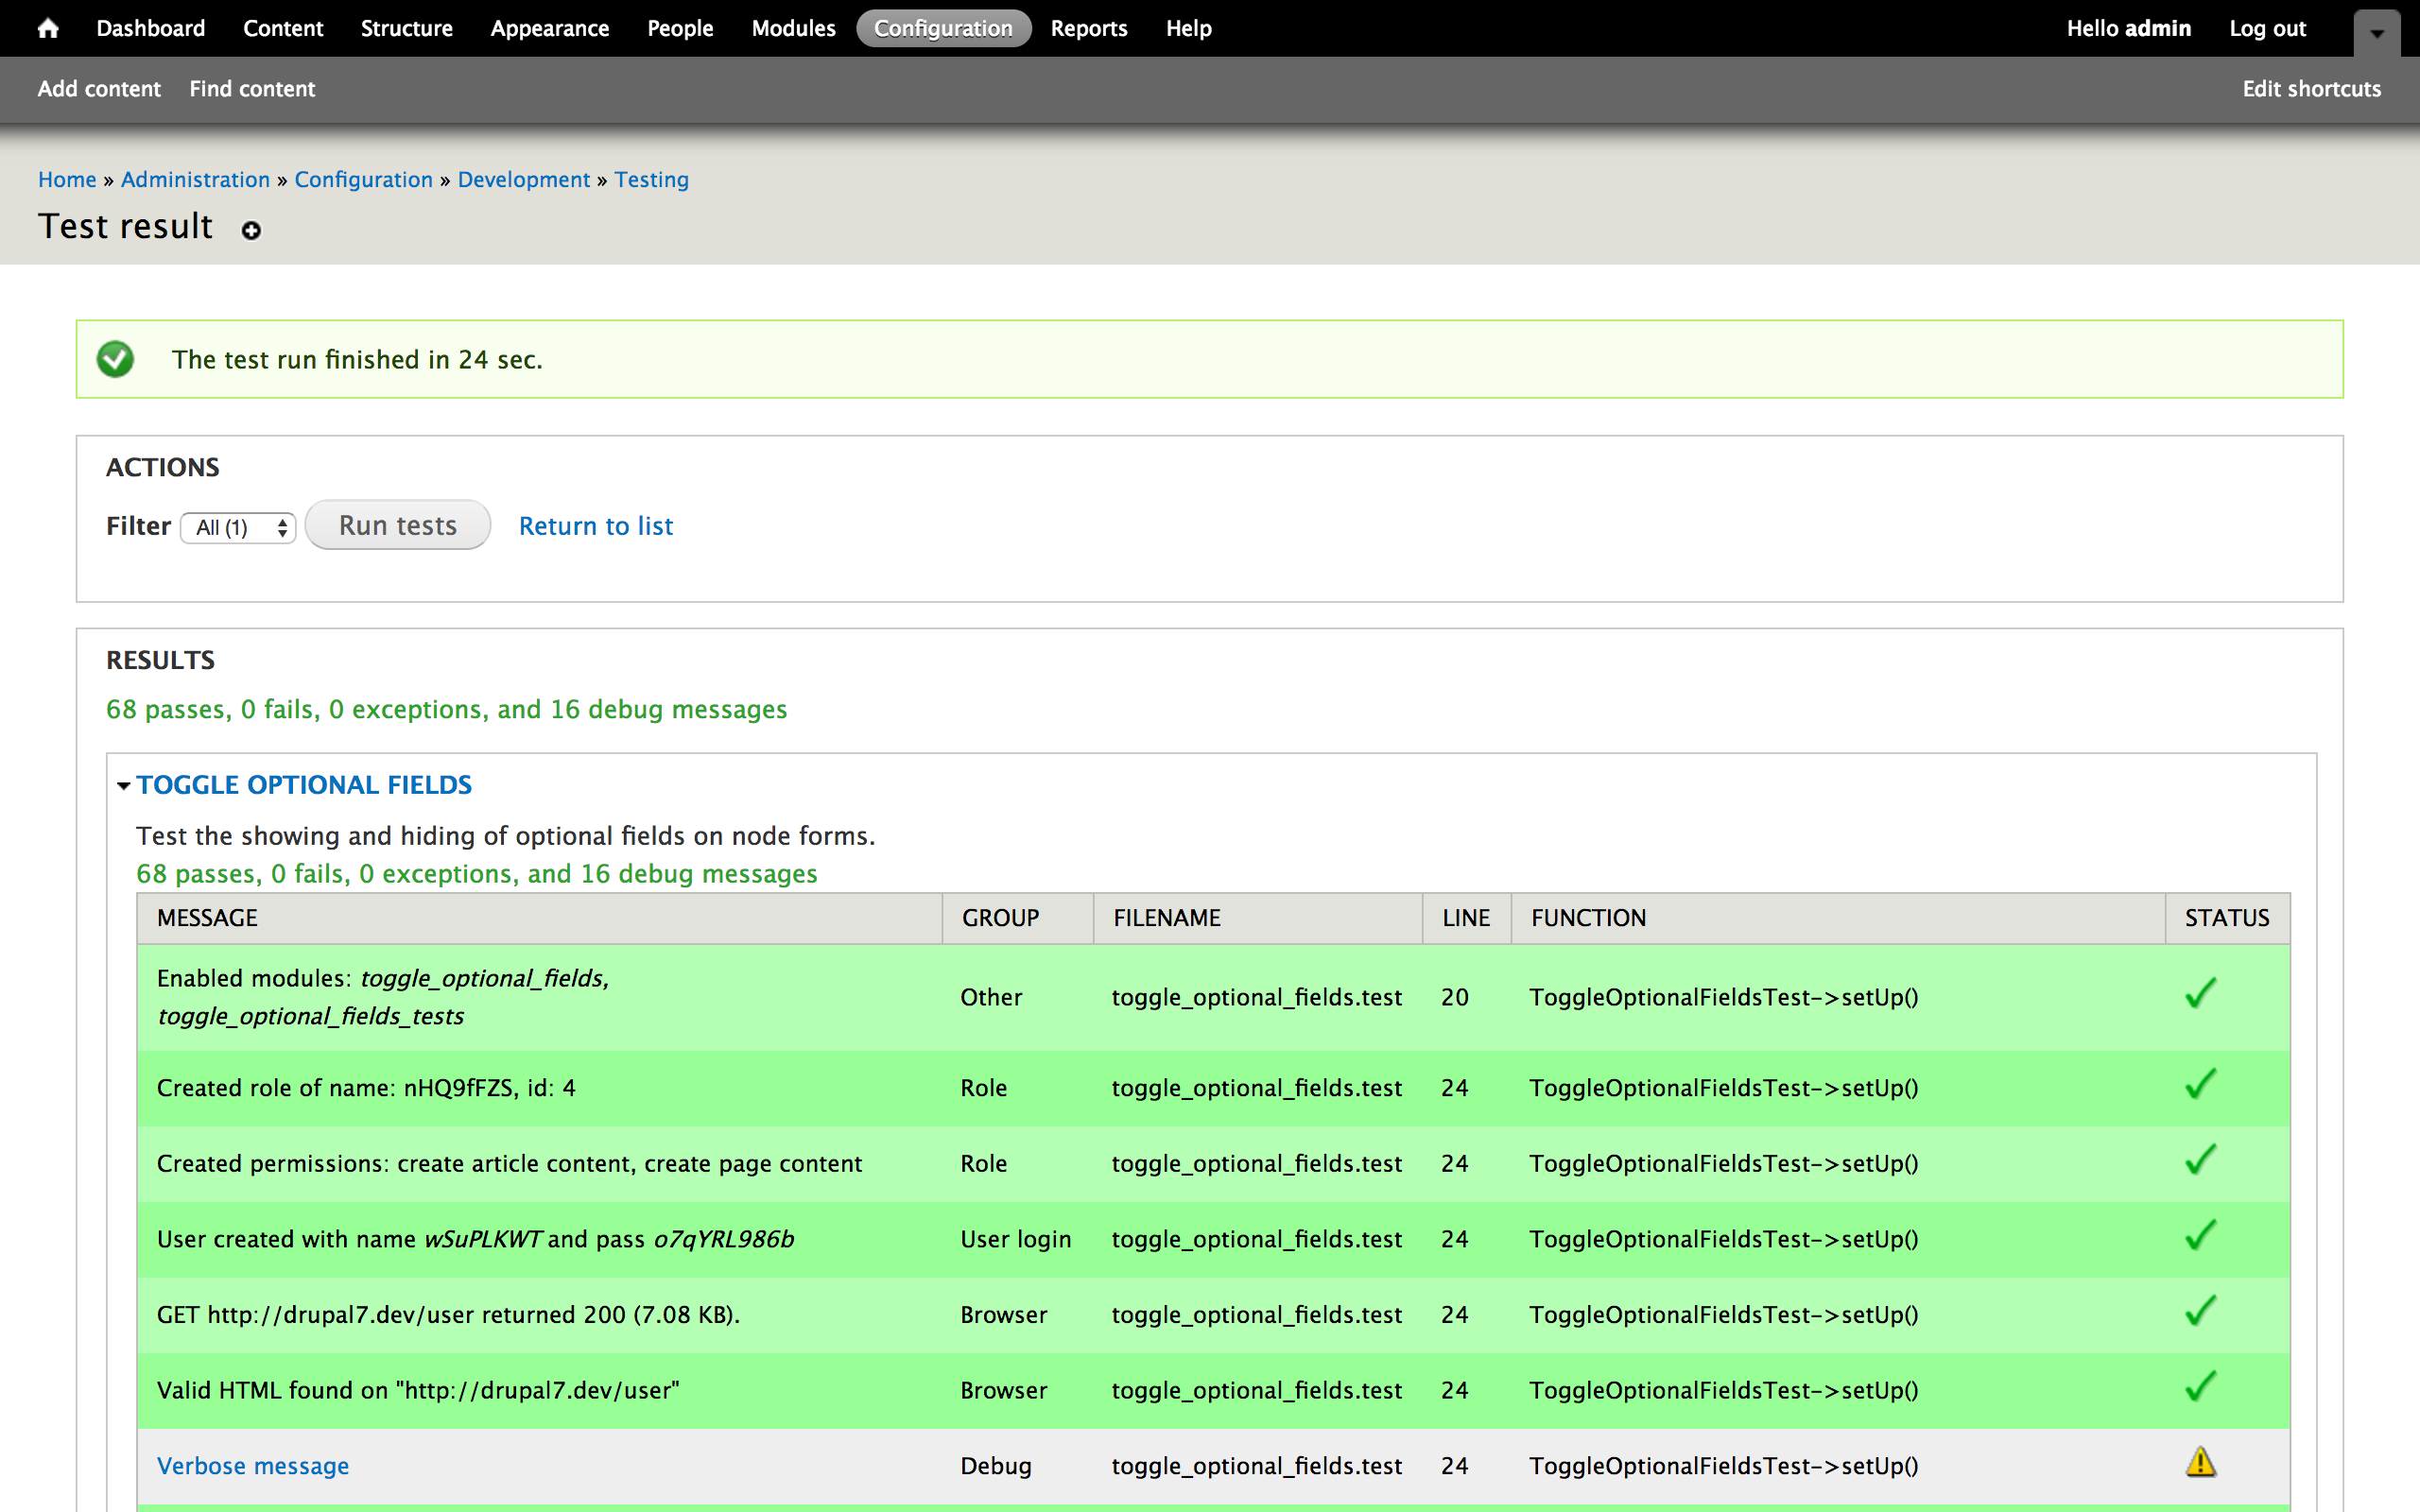 Dashboard Content Structure Appearance People Modules Configuration Reports Help Hello admin Log out
Add content Find content Edit shortcuts
Home » Administration » Configuration » Development » Testing
Test result
The test run finished in 24 sec.
ACTIONS
Filter All (1) Run tests Return to list
RESULTS
68 passes, 0 fails, 0 exceptions, and 16 debug messages
TOGGLE OPTIONAL FIELDS
Test the showing and hiding of optional fields on node forms.
68 passes, 0 fails, 0 exceptions, and 16 debug messages
MESSAGE GROUP FILENAME LINE FUNCTION STATUS
Enabled modules: toggle_optional_fields,
toggle_optional_fields_tests Other toggle_optional_fields.test 20 ToggleOptionalFieldsTest->setUp()
Created role of name: nHQ9fFZS, id: 4 Role toggle_optional_fields.test 24 ToggleOptionalFieldsTest->setUp()
Created permissions: create article content, create page content Role toggle_optional_fields.test 24 ToggleOptionalFieldsTest->setUp()
User created with name wSuPLKWT and pass o7qYRL986b User login toggle_optional_fields.test 24 ToggleOptionalFieldsTest->setUp()
GET http://drupal7.dev/user returned 200 (7.08 KB). Browser toggle_optional_fields.test 24 ToggleOptionalFieldsTest->setUp()
Valid HTML found on "http://drupal7.dev/user" Browser toggle_optional_fields.test 24 ToggleOptionalFieldsTest->setUp()
Verbose message Debug toggle_optional_fields.test 24 ToggleOptionalFieldsTest->setUp()